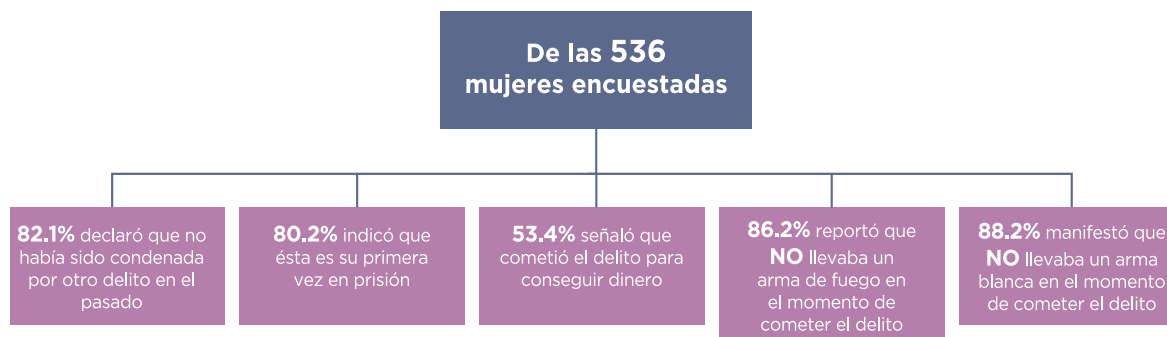 De las 536
mujeres encuestadas
82.1% declaró que no
había sido condenada
por otro delito en el
pasado
80.2% indicó que
ésta es su primera
vez en prisión
53.4% señaló que
cometió el delito para
conseguir dinero
86.2% reportó que
NO llevaba un
arma de fuego en
el momento de
cometer el delito
88.2% manifestó que
NO llevaba un arma
blanca en el momento
de cometer el delito